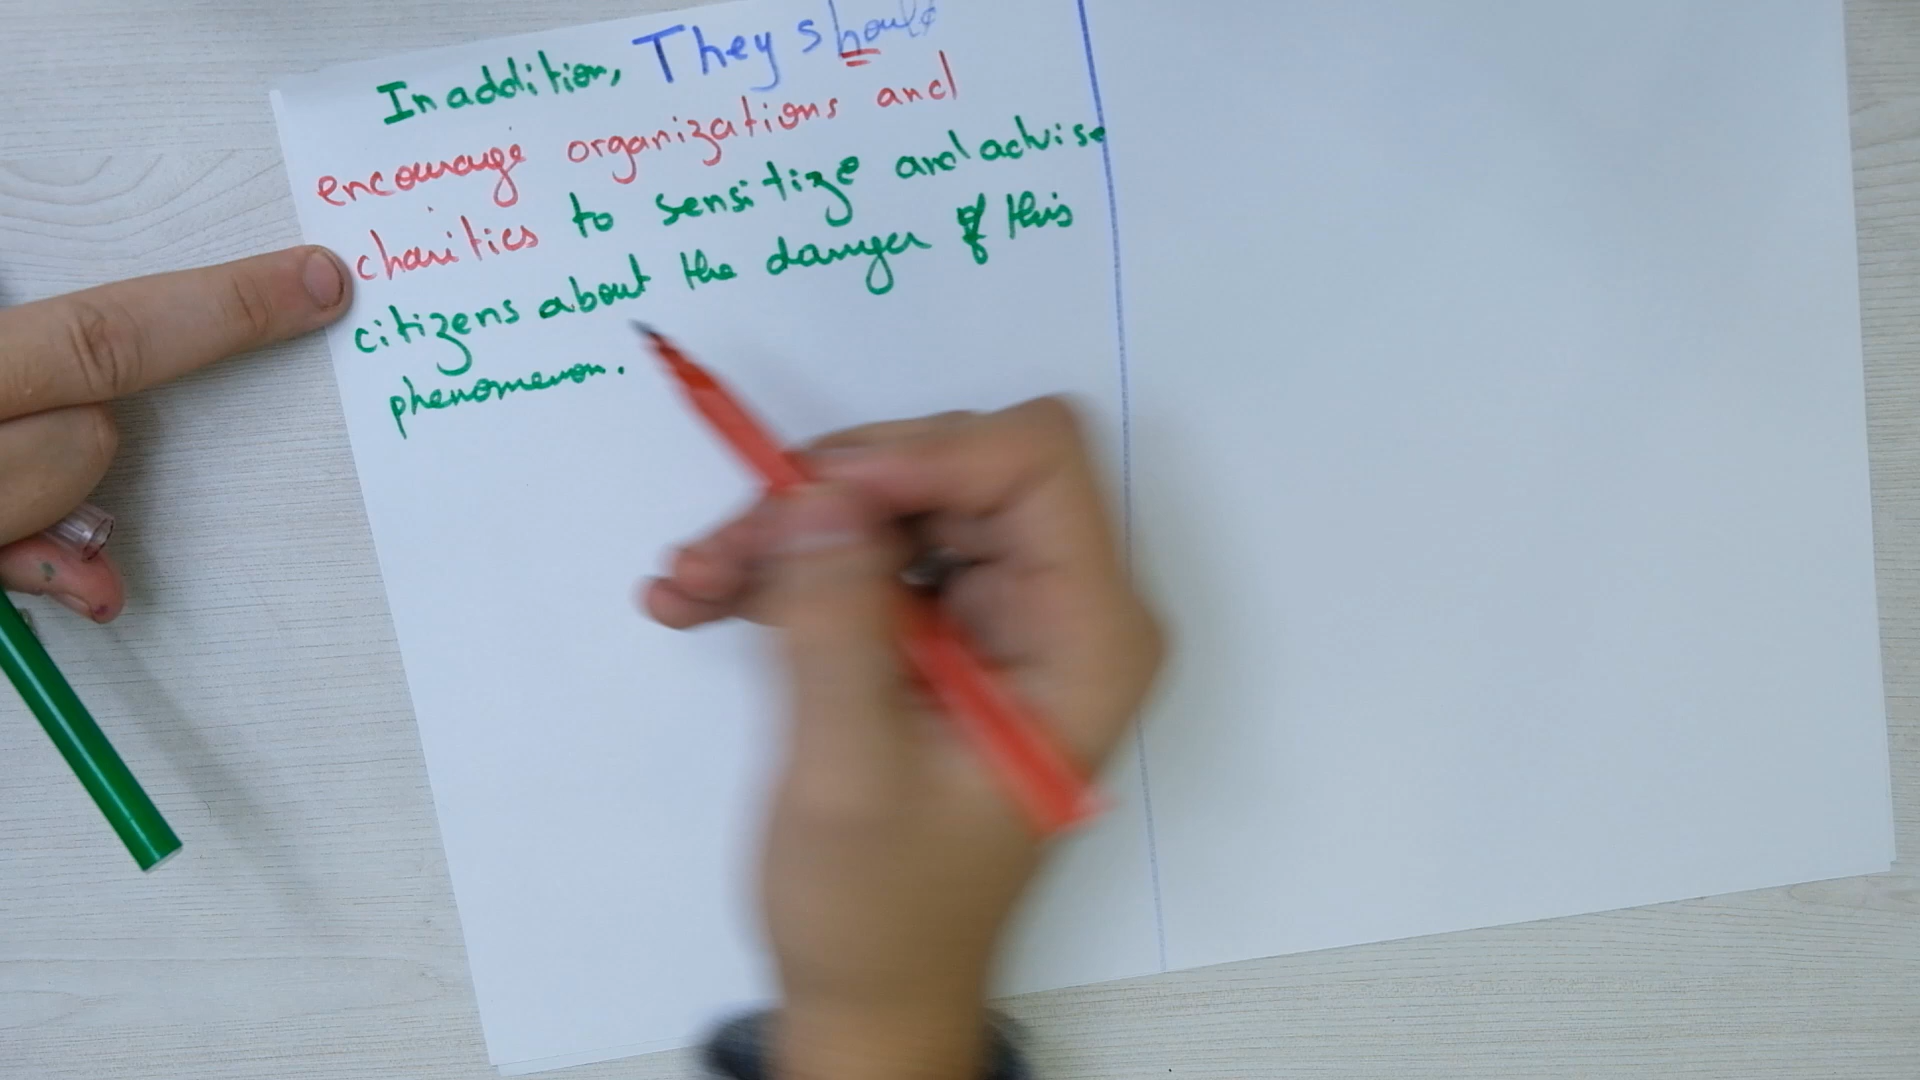 In addition, They should
encourage organizations and
charities to sensitize and advise
citizens about the danger of this
phenomenon.